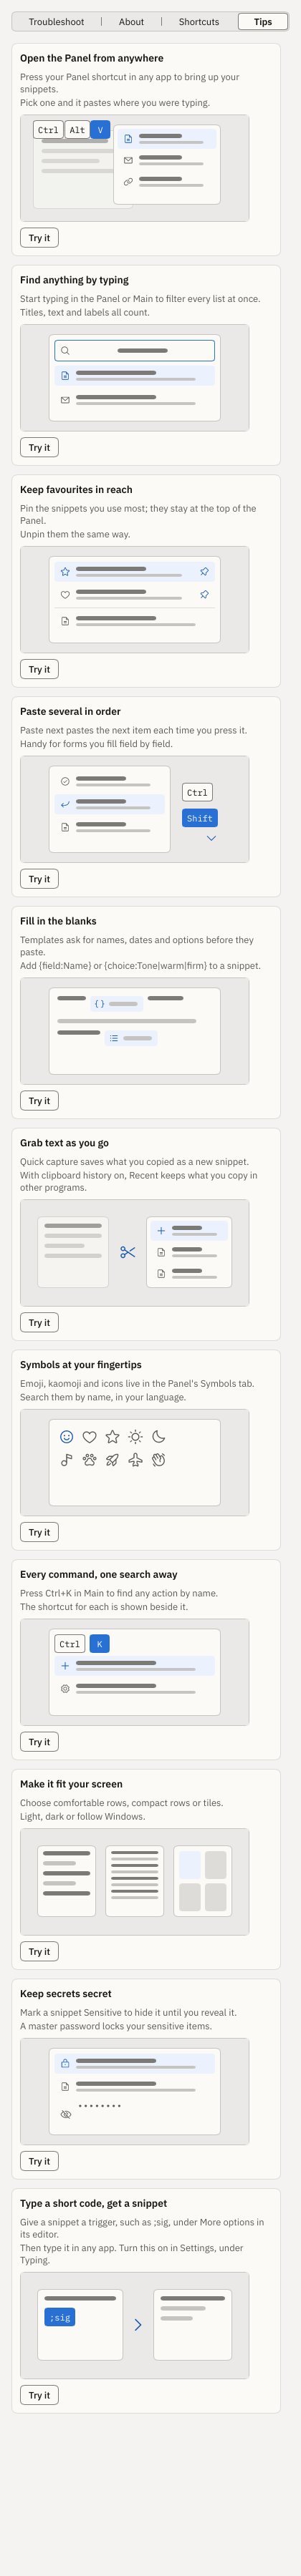 Troubleshoot | About | Shortcuts Tips
Open the Panel from anywhere
Press your Panel shortcut in any app to bring up your
snippets.
Pick one and it pastes where you were typing.
Ctrl Alt V
Try it
Find anything by typing
Start typing in the Panel or Main to filter every list at once.
Titles, text and labels all count.
Try it
Keep favourites in reach
Pin the snippets you use most; they stay at the top of the
Panel.
Unpin them the same way.
Try it
Paste several in order
Paste next pastes the next item each time you press it.
Handy for forms you fill field by field.
Ctrl
Shift
Try it
Fill in the blanks
Templates ask for names, dates and options before they
paste.
Add {field:Name} or {choice:Tone|warm|firm} to a snippet.
{ }
Try it
Grab text as you go
Quick capture saves what you copied as a new snippet.
With clipboard history on, Recent keeps what you copy in
other programs.
Try it
Symbols at your fingertips
Emoji, kaomoji and icons live in the Panel's Symbols tab.
Search them by name, in your language.
Try it
Every command, one search away
Press Ctrl+K in Main to find any action by name.
The shortcut for each is shown beside it.
Ctrl K
Try it
Make it fit your screen
Choose comfortable rows, compact rows or tiles.
Light, dark or follow Windows.
Try it
Keep secrets secret
Mark a snippet Sensitive to hide it until you reveal it.
A master password locks your sensitive items.
Try it
Type a short code, get a snippet
Give a snippet a trigger, such as ;sig, under More options in
its editor.
Then type it in any app. Turn this on in Settings, under
Typing.
;sig
Try it